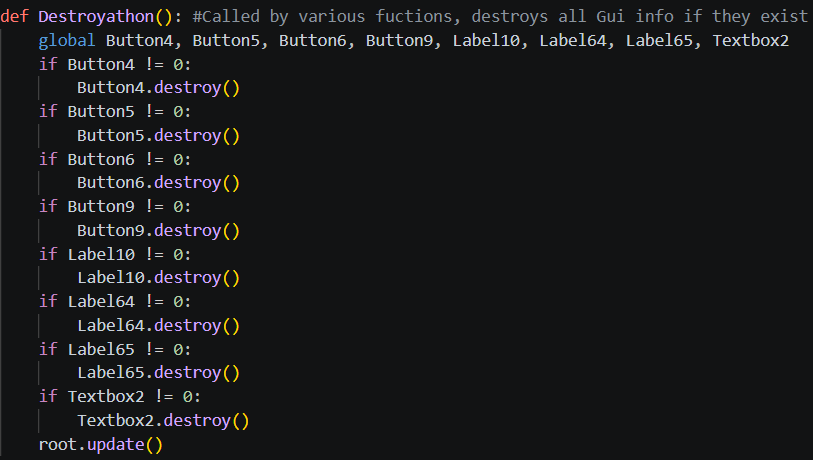 def Destroyathon(): #Called by various fuctions, destroys all Gui info if they exist
global Button4, Button5, Button6, Button9, Label10, Label64, Label65, Textbox2
if Button4 != 0:
Button4.destroy()
if Button5 != 0:
Button5.destroy()
if Button6 != 0:
Button6.destroy()
if Button9 != 0:
Button9.destroy()
if Label10 != 0:
Label10.destroy()
if Label64 != 0:
Label64.destroy()
if Label65 != 0:
Label65.destroy()
if Textbox2 != 0:
Textbox2.destroy()
root.update()